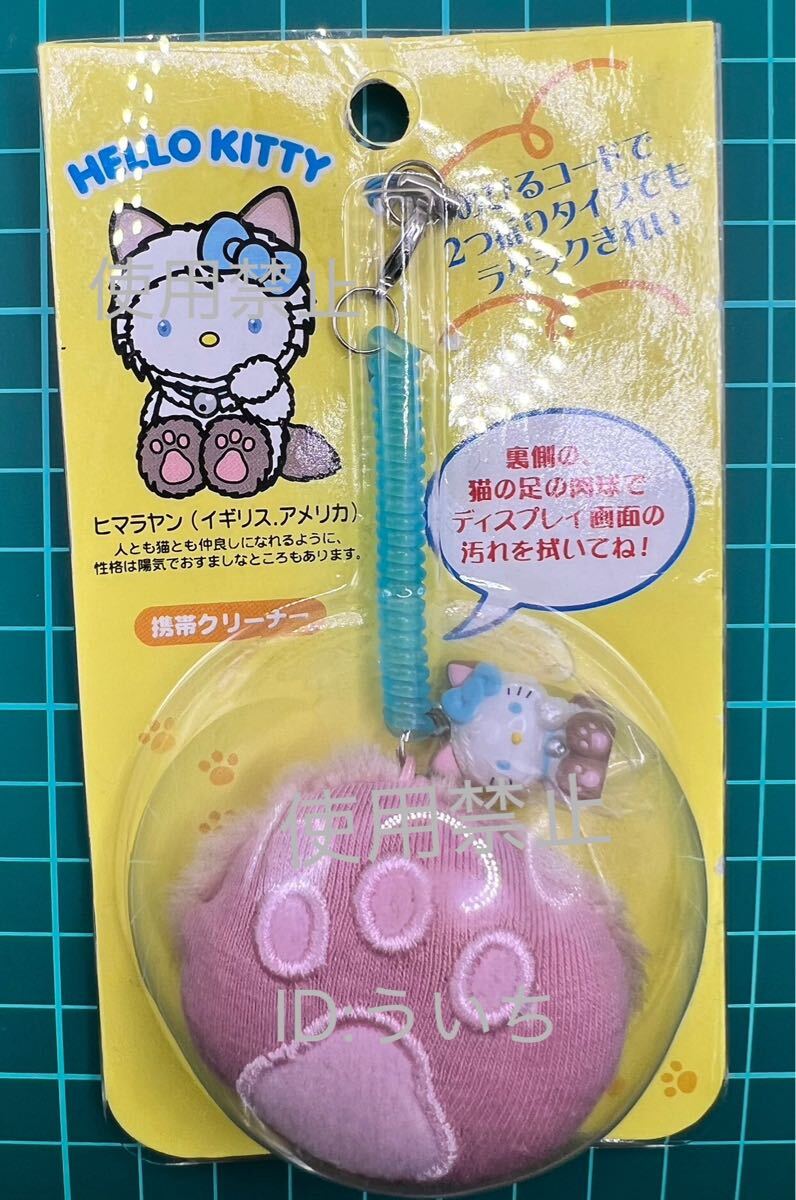 HELLO KITTY
のびるコードで
2つ折りタイプでも
ラクラクきれい
使用禁止
裏側の、
猫の足の肉球で
ディスプレイ画面の
汚れを拭いてね!
ヒマラヤン(イギリス.アメリカ)
人とも猫とも仲良しになれるように、
性格は陽気でおすましなところもあります。
携帯クリーナー
使用禁止
ID:ういち